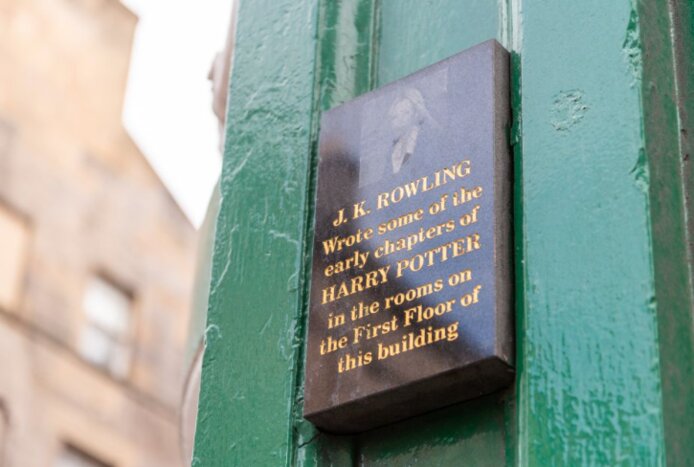 J. K. ROWLING
Wrote some of the
early chapters of
HARRY POTTER
in the rooms on
the First Floor of
this building